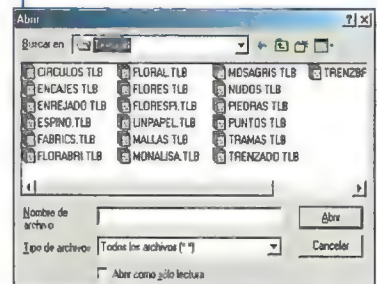 Abrir
Buscar en
CIRCULOS.TLB FLORAL.TLB MOSAGRIS.TLB TRENZBR
ENCAJES.TLB FLORES.TLB NUDOS.TLB
ENREJADO.TLB FLORESPI.TLB PIEDRAS.TLB
ESPINO.TLB LINPAPEL.TLB PUNTOS.TLB
FABRICS.TLB MALLAS.TLB TRAMAS.TLB
FLORABRI.TLB MONALISA.TLB TRENZADO.TLB
Nombre de archivo
Abrir
Tipo de archivos Todos los archivos (*.*)
Cancelar
Abrir como sólo lectura